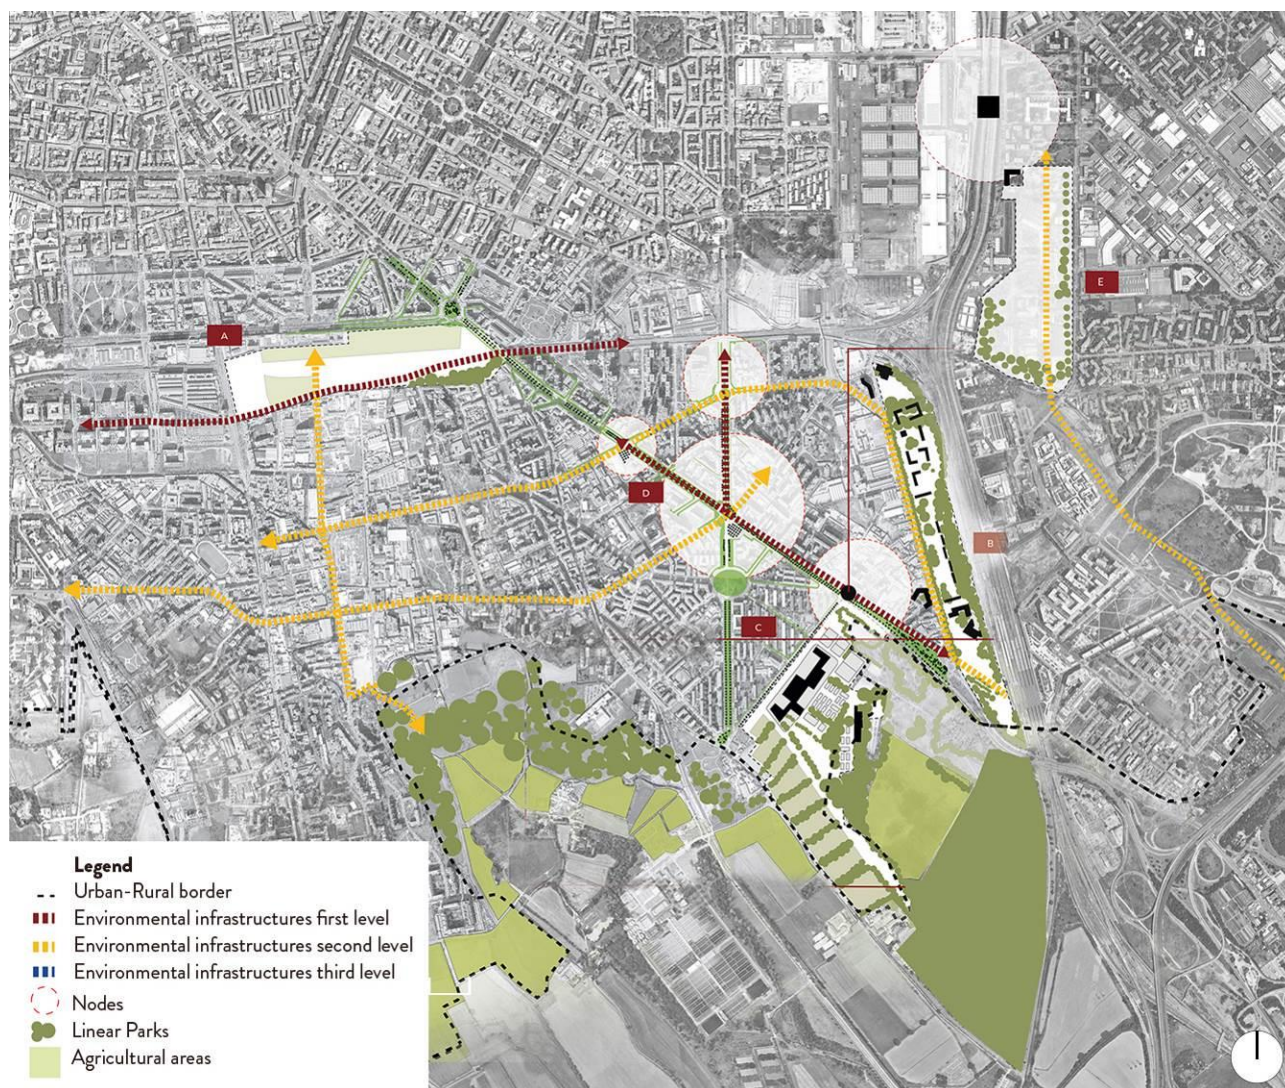 E
A
D
B
C
Legend
Urban-Rural border
Environmental infrastructures first level
Environmental infrastructures second level
Environmental infrastructures third level
Nodes
Linear Parks
Agricultural areas